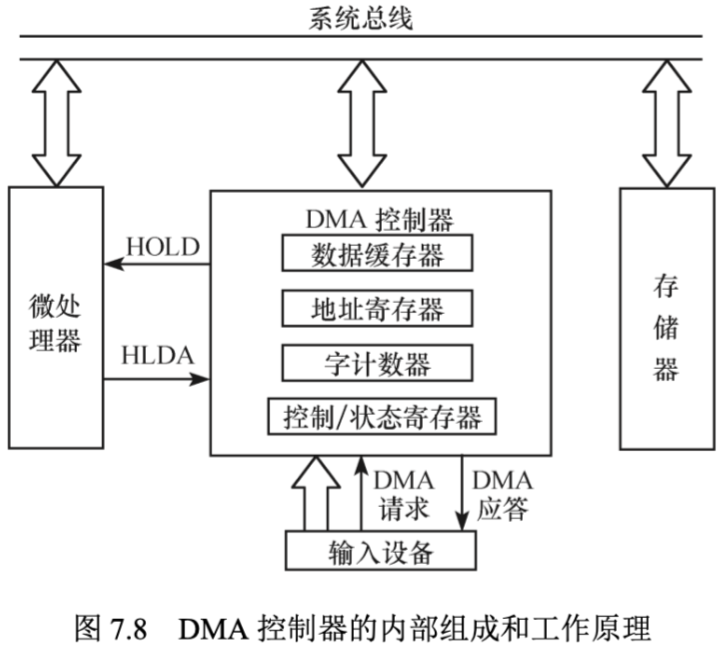 系统总线
DMA 控制器
数据缓存器
地址寄存器
字计数器
控制/状态寄存器
HOLD
HLDA
微处
理器
存
储
器
DMA
请求
DMA
应答
输入设备
图 7.8 DMA 控制器的内部组成和工作原理